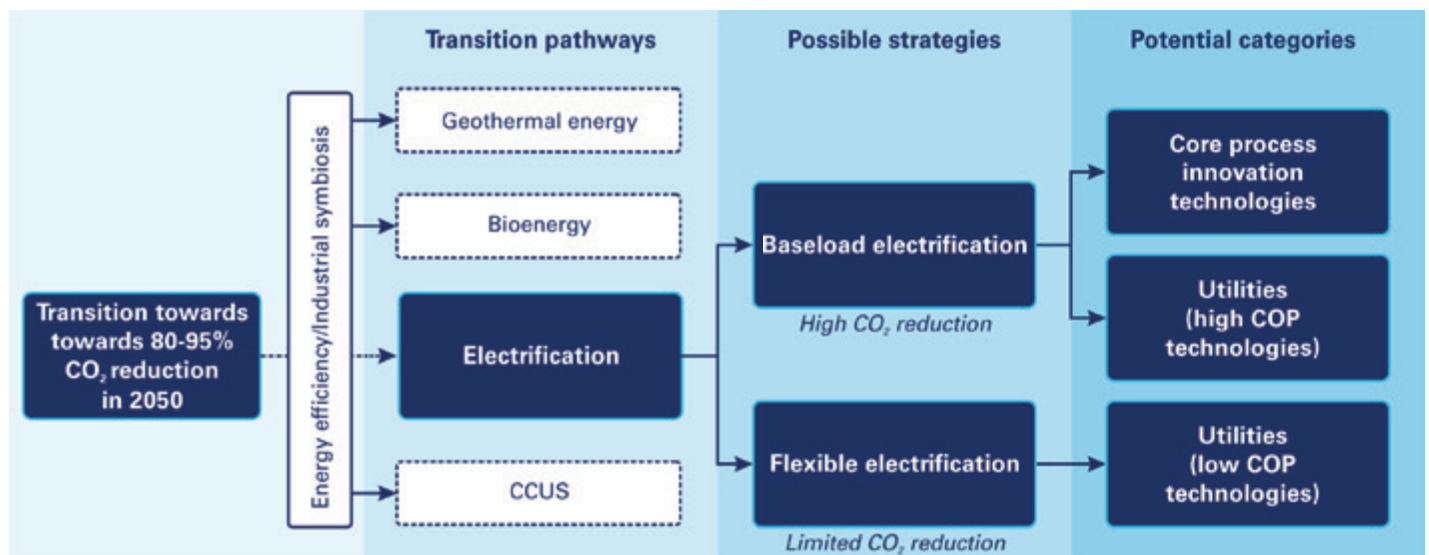 Transition pathways
Possible strategies
Potential categories
Transition towards
towards 80-95%
CO₂ reduction
in 2050
Energy efficiency/Industrial symbiosis
Geothermal energy
Bioenergy
Electrification
CCUS
Baseload electrification
High CO₂ reduction
Flexible electrification
Limited CO₂ reduction
Core process
innovation
technologies
Utilities
(high COP
technologies)
Utilities
(low COP
technologies)